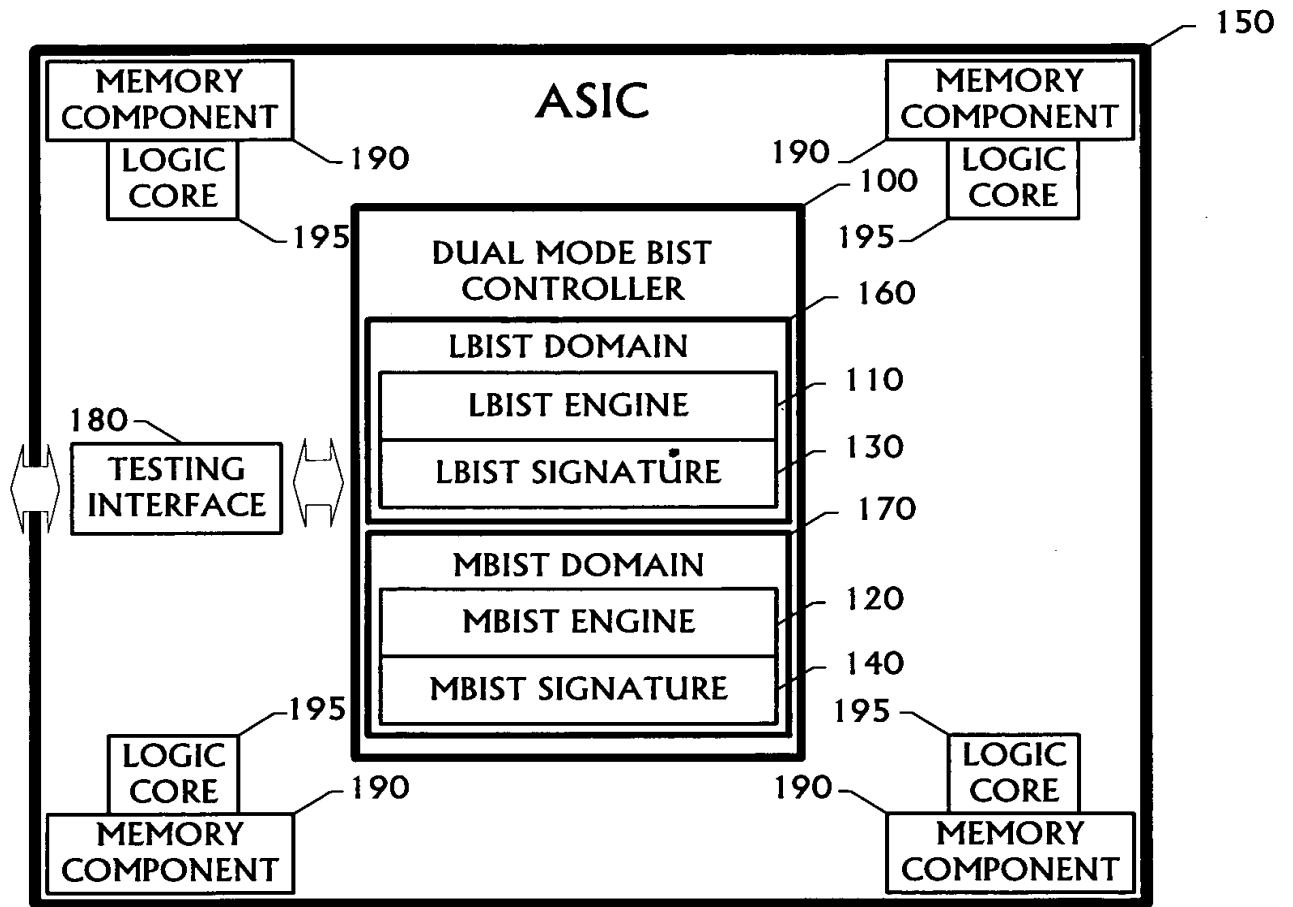 150
MEMORY
COMPONENT
ASIC
MEMORY
COMPONENT
190
190
LOGIC
CORE
LOGIC
CORE
100
195
195
DUAL MODE BIST
CONTROLLER
160
LBIST DOMAIN
110
LBIST ENGINE
180
130
LBIST SIGNATURE
TESTING
INTERFACE
170
MBIST DOMAIN
120
MBIST ENGINE
140
MBIST SIGNATURE
195
195
LOGIC
CORE
LOGIC
CORE
190
190
MEMORY
COMPONENT
MEMORY
COMPONENT